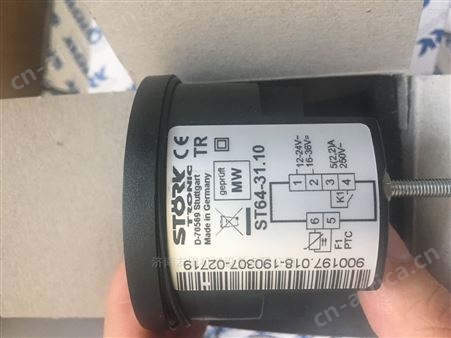 STÖRK
TRONIC
D-70569 Stuttgart
Made in Germany
CE
TR
geprüft
MW
ST64-31.10
12-24V~
16-36V=
5(2,2)A
250V~
1
2
3
4
K1
6
5
F1
PTC
900197.018-190307-02719